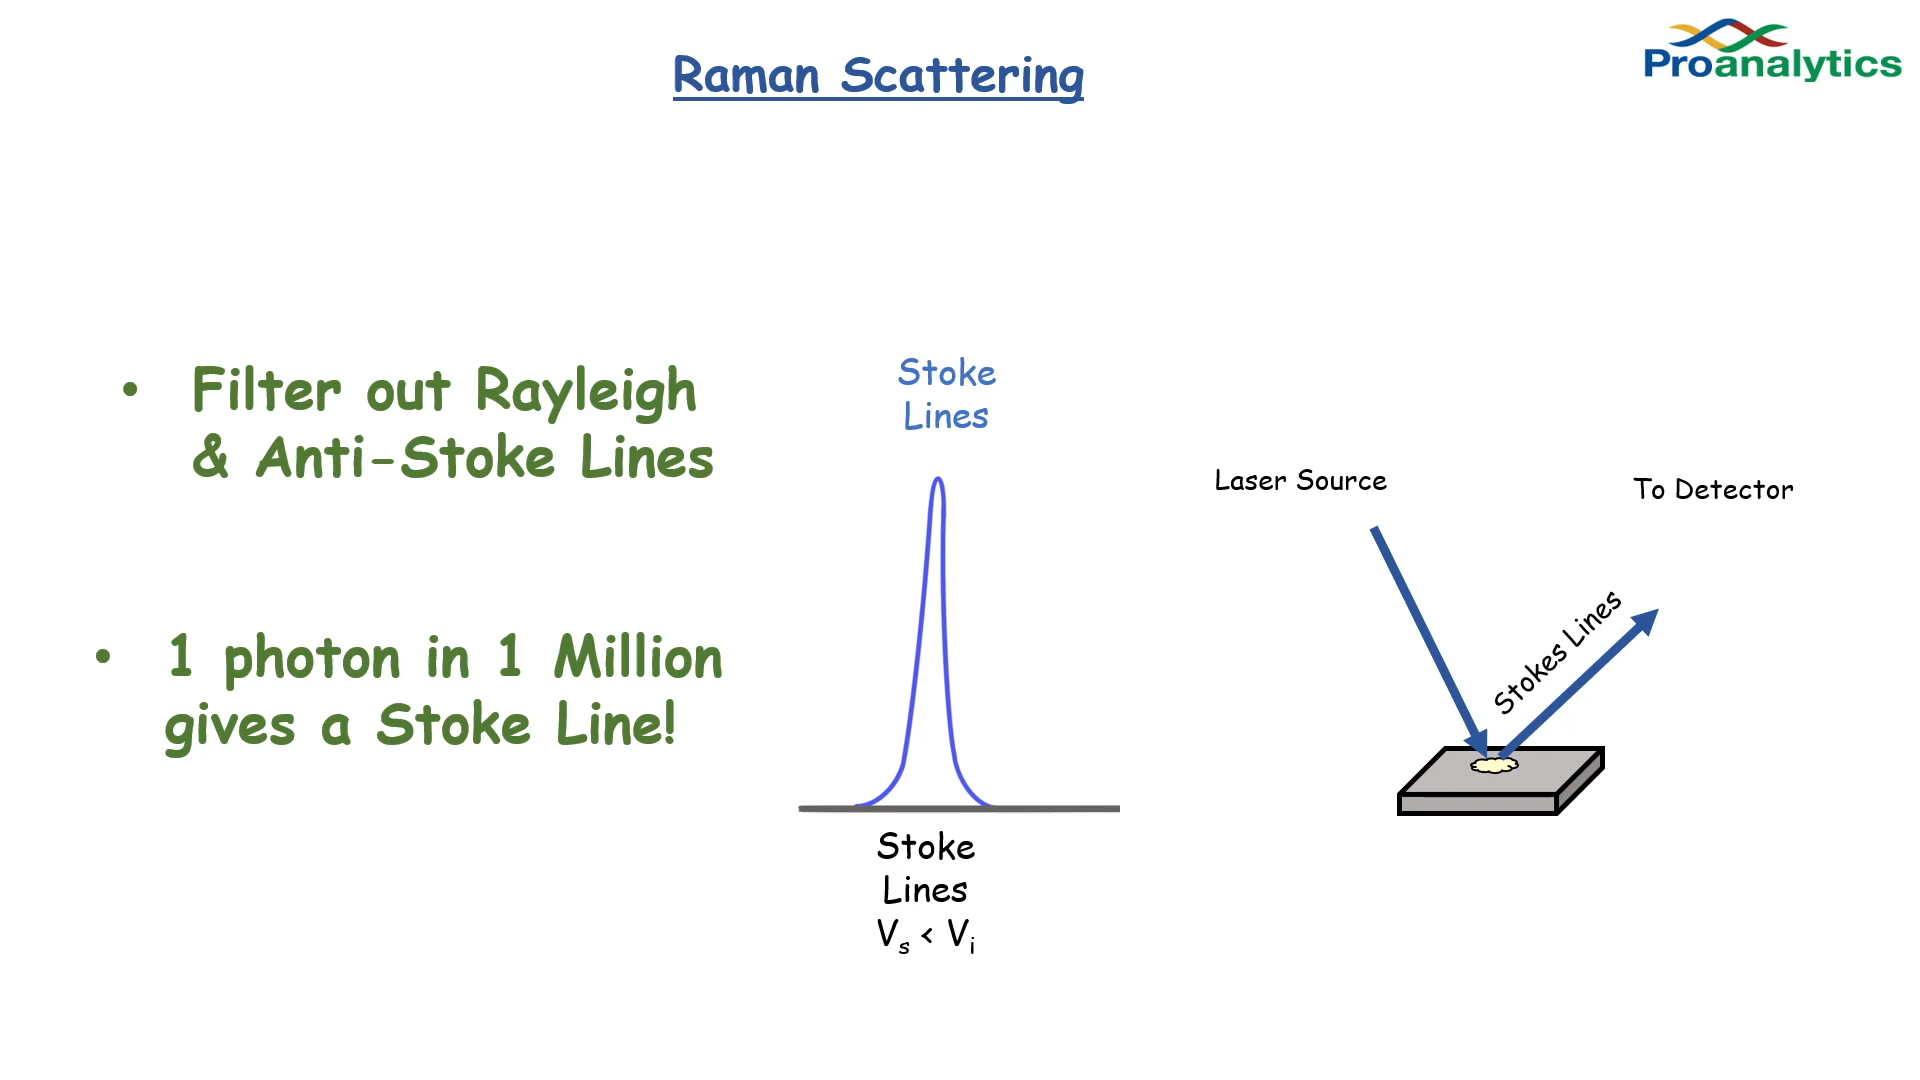 Raman Scattering
Proanalytics
• Filter out Rayleigh
& Anti-Stoke Lines
• 1 photon in 1 Million
gives a Stoke Line!
Stoke
Lines
Stoke
Lines
Vs < Vi
Laser Source
To Detector
Stokes Lines